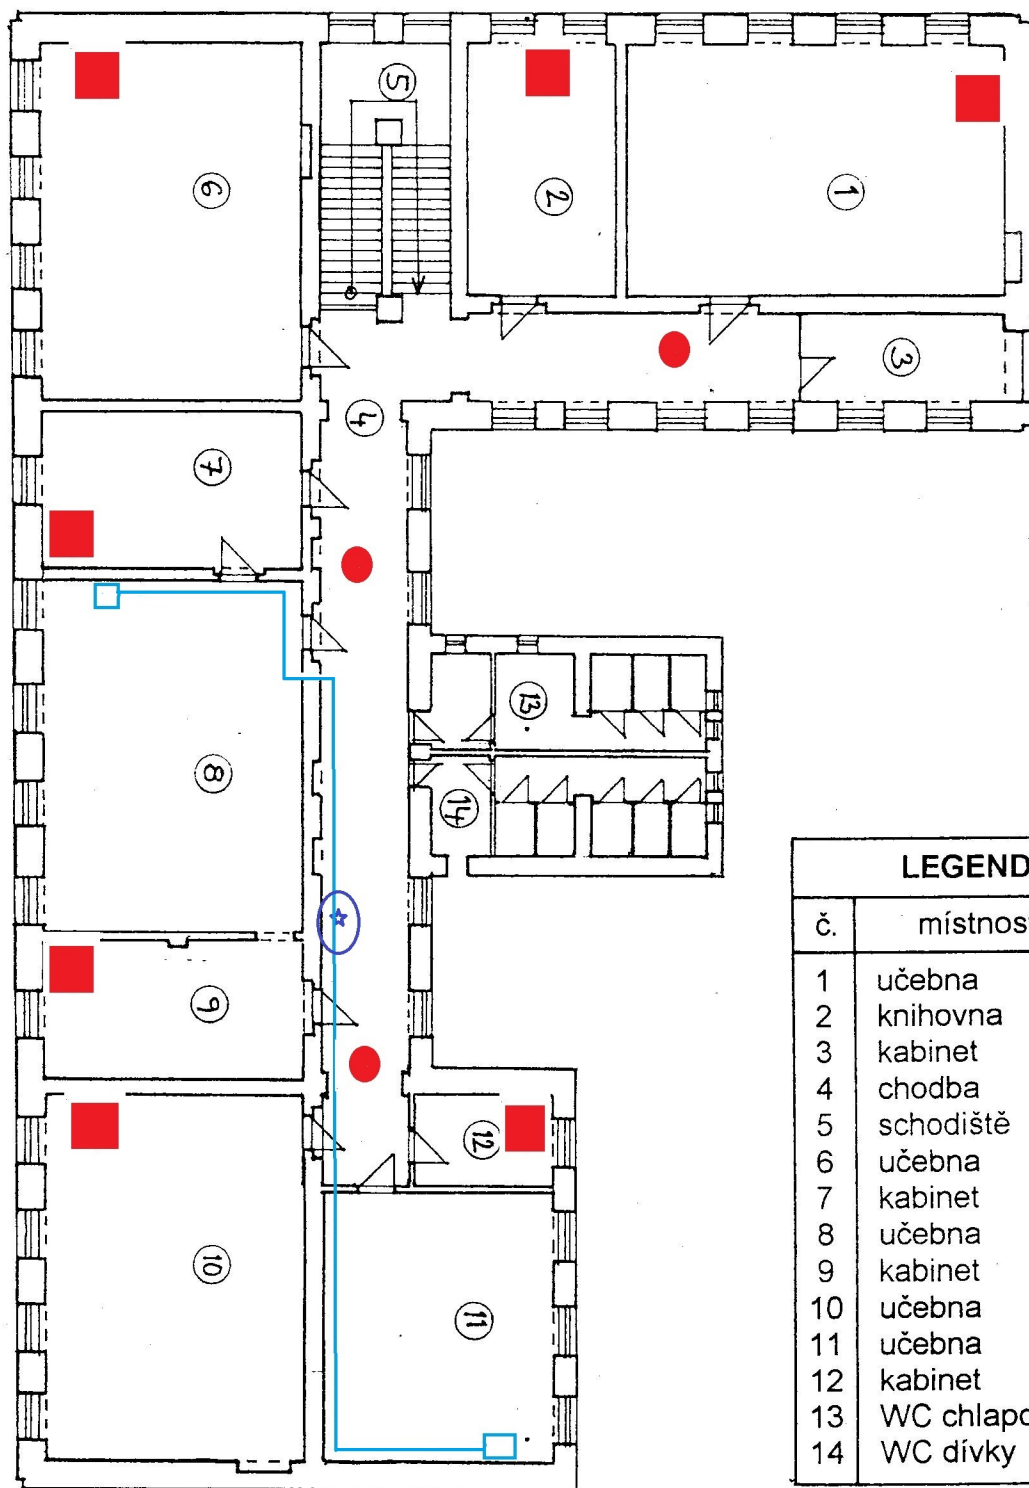 5
6
2
1
3
4
7
13
8
14
9
12
10
11
LEGEND
č. místnos
1 učebna
2 knihovna
3 kabinet
4 chodba
5 schodiště
6 učebna
7 kabinet
8 učebna
9 kabinet
10 učebna
11 učebna
12 kabinet
13 WC chlapc
14 WC dívky